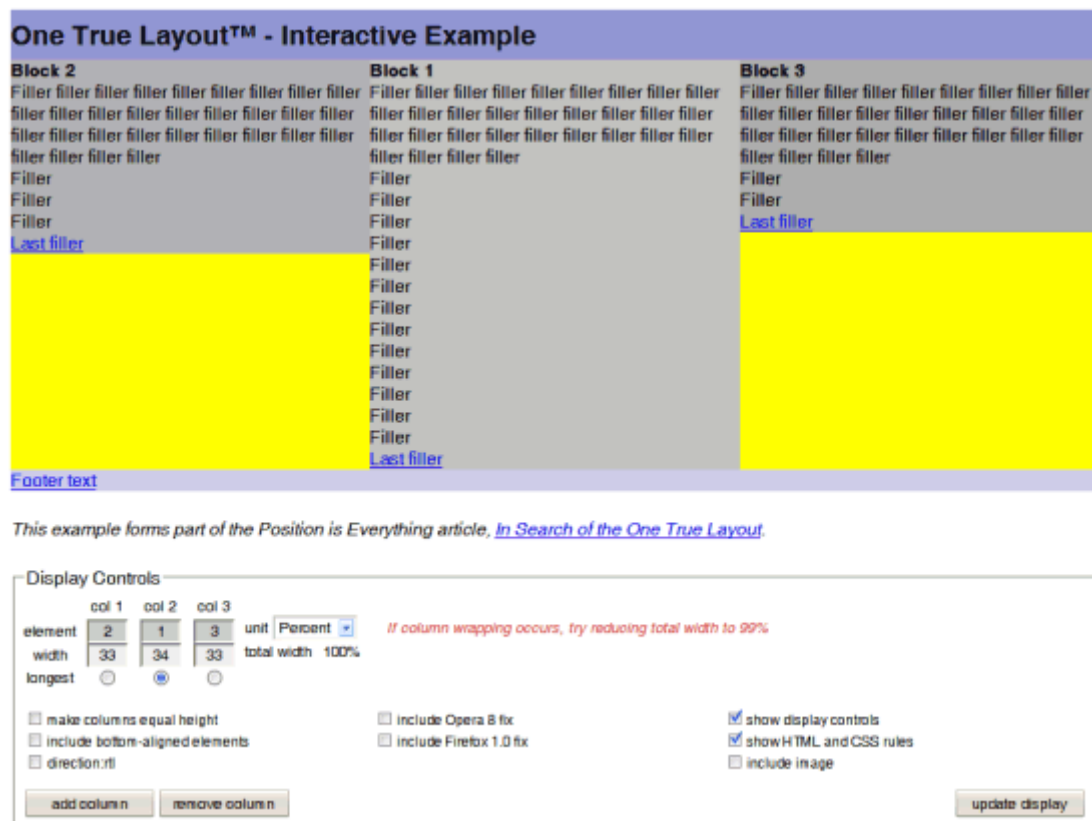 One True Layout™ - Interactive Example
Block 2
Filler filler filler filler filler filler filler filler filler
filler filler filler filler filler filler filler filler filler
filler filler filler filler filler filler filler filler filler
filler filler filler filler
Filler
Filler
Filler
Last filler
Block 1
Filler filler filler filler filler filler filler filler filler
filler filler filler filler filler filler filler filler filler
filler filler filler filler filler filler filler filler filler
filler filler filler filler
Filler
Filler
Filler
Filler
Filler
Filler
Filler
Filler
Filler
Filler
Filler
Filler
Filler
Last filler
Block 3
Filler filler filler filler filler filler filler filler filler
filler filler filler filler filler filler filler filler filler
filler filler filler filler filler filler filler filler filler
filler filler filler filler
Filler
Filler
Last filler
Footer text
This example forms part of the Position is Everything article, In Search of the One True Layout.
Display Controls
col 1 col 2 col 3
element 2 1 3 unit Percent If column wrapping occurs, try reducing total width to 99%
width 33 34 33 total width 100%
longest
make columns equal height include Opera 8 fix show display controls
include bottom-aligned elements include Firefox 1.0 fix show HTML and CSS rules
direction:rtl include image
add column remove column update display